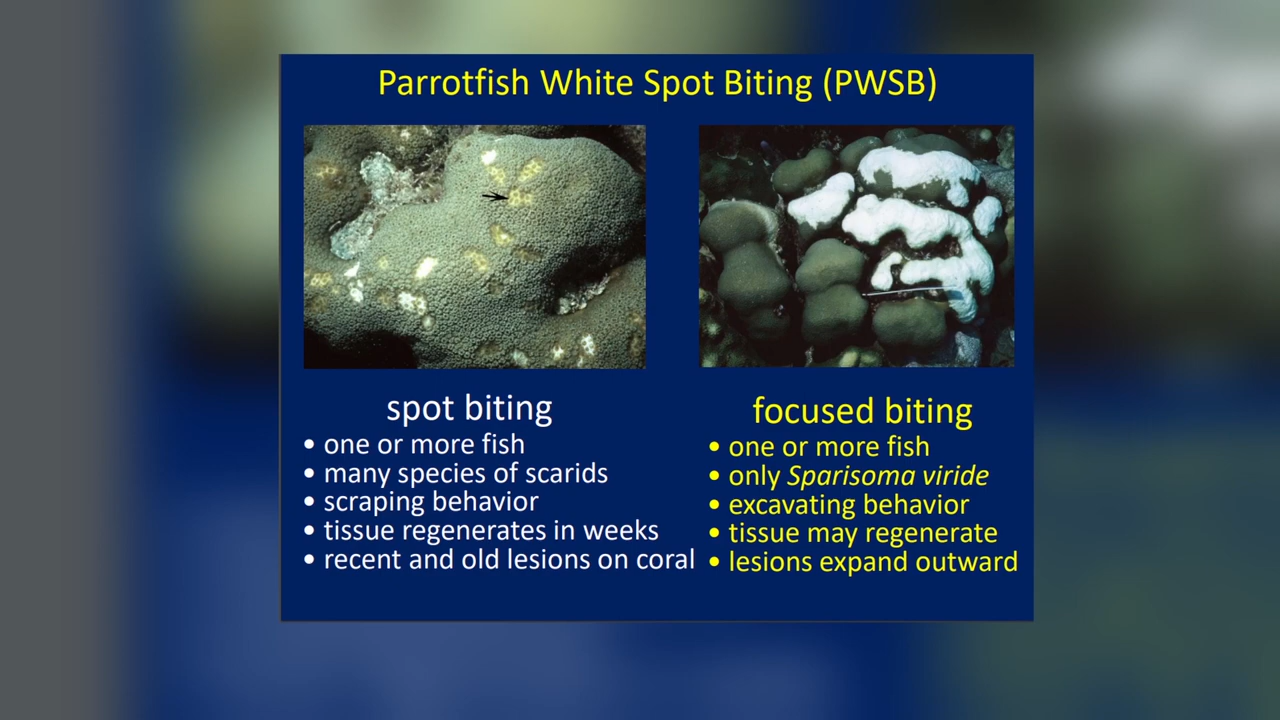 Parrotfish White Spot Biting (PWSB)
spot biting
• one or more fish
• many species of scarids
• scraping behavior
• tissue regenerates in weeks
• recent and old lesions on coral
focused biting
• one or more fish
• only Sparisoma viride
• excavating behavior
• tissue may regenerate
• lesions expand outward